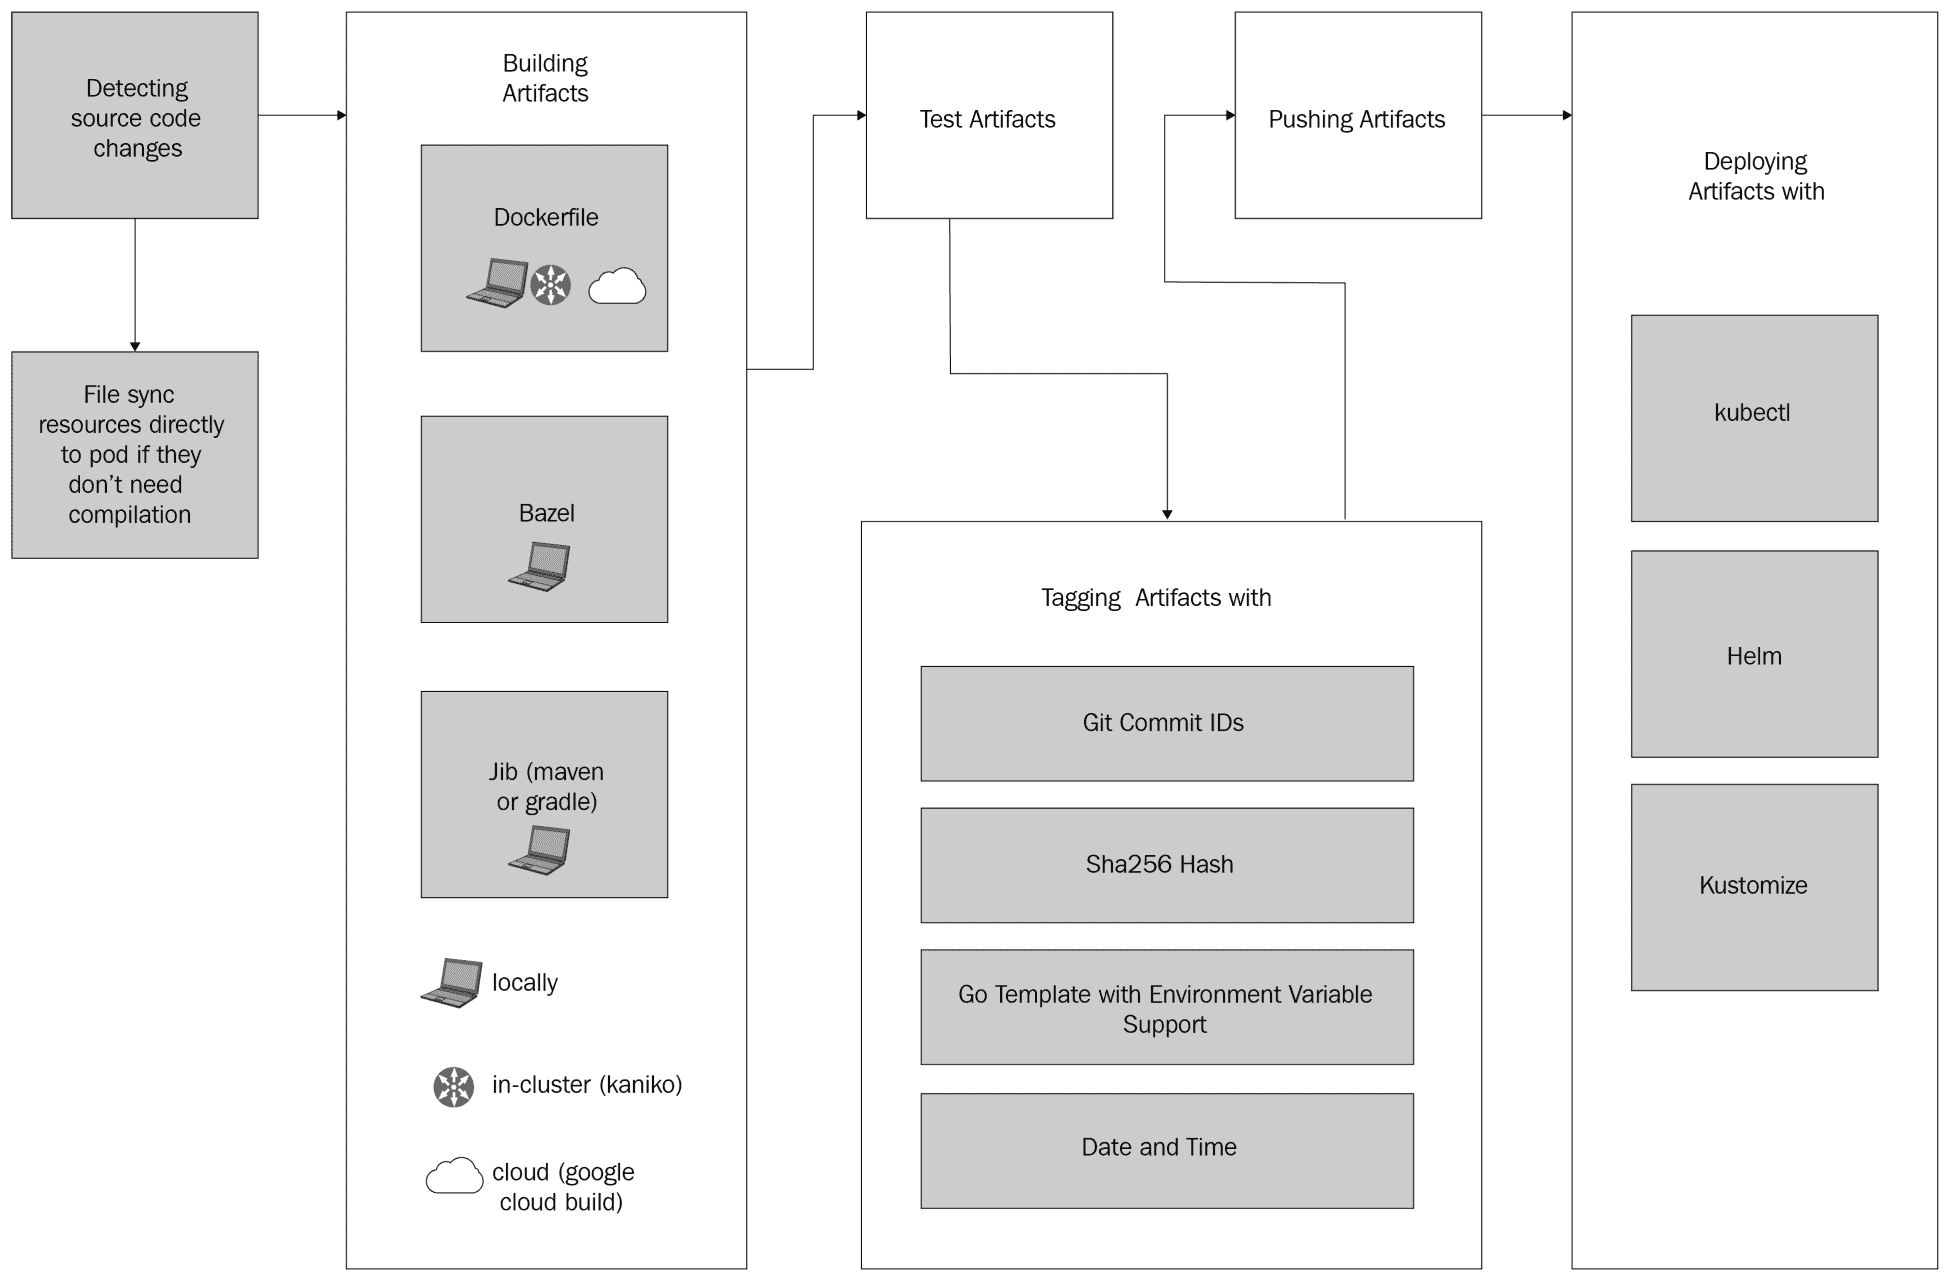 Detecting
source code
changes
File sync
resources directly
to pod if they
don't need
compilation
Building
Artifacts
Dockerfile
Bazel
Jib (maven
or gradle)
locally
in-cluster (kaniko)
cloud (google
cloud build)
Test Artifacts
Tagging Artifacts with
Git Commit IDs
Sha256 Hash
Go Template with Environment Variable
Support
Date and Time
Pushing Artifacts
Deploying
Artifacts with
kubectl
Helm
Kustomize